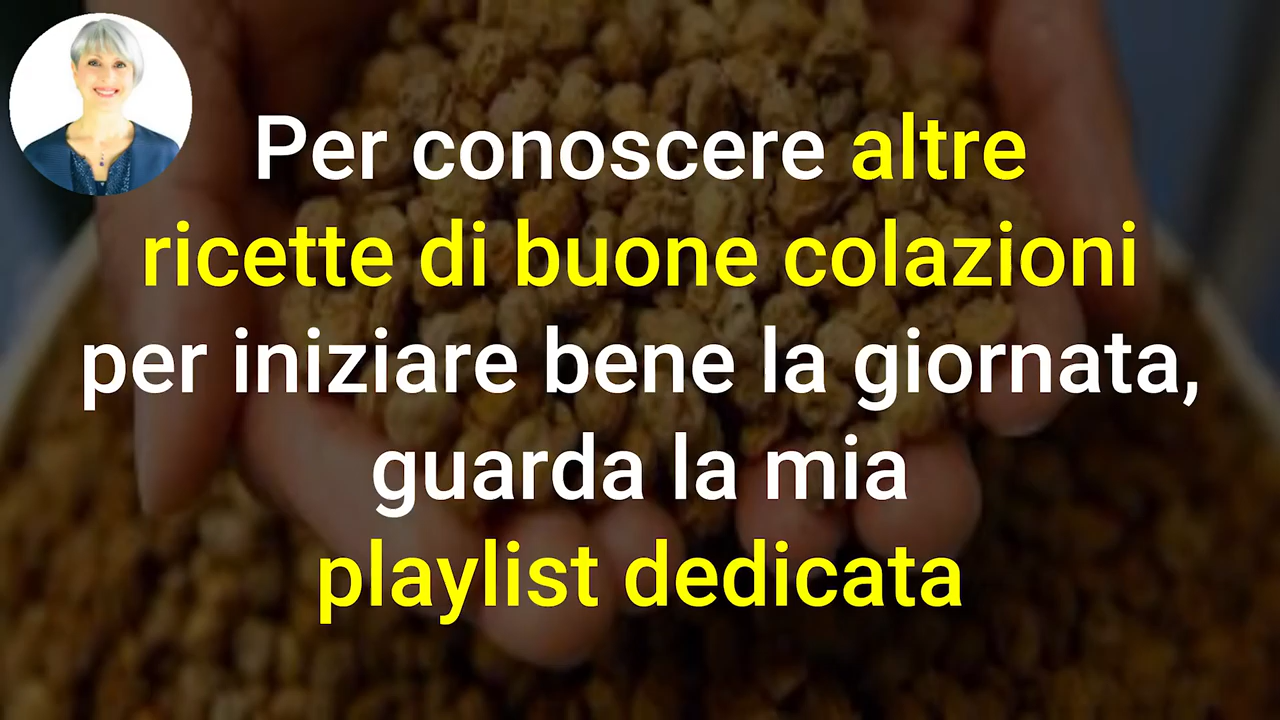 Per conoscere altre
ricette di buone colazioni
per iniziare bene la giornata,
guarda la mia
playlist dedicata